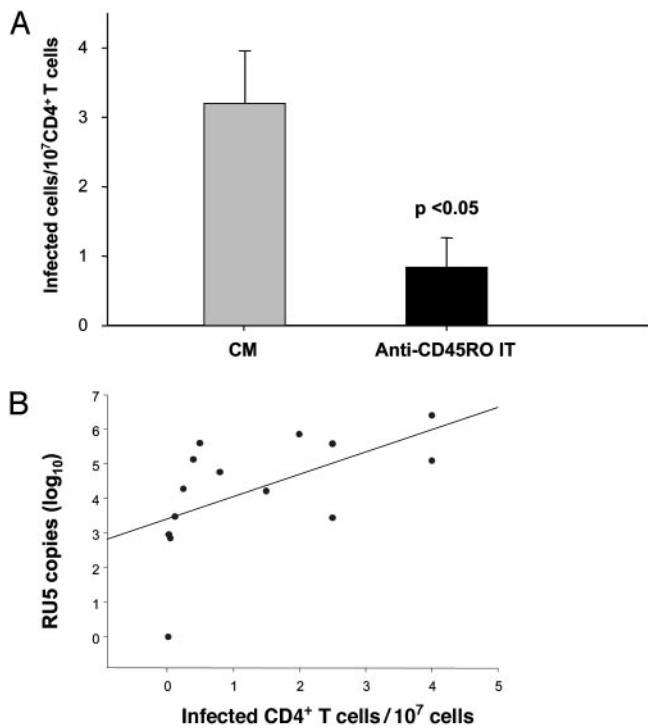 A
Infected cells/10⁷CD4⁺ T cells
4
3
2
1
0
p <0.05
CM
Anti-CD45RO IT
B
RU5 copies (log₁₀)
7
6
5
4
3
2
1
0
0 1 2 3 4 5
Infected CD4⁺ T cells / 10⁷ cells